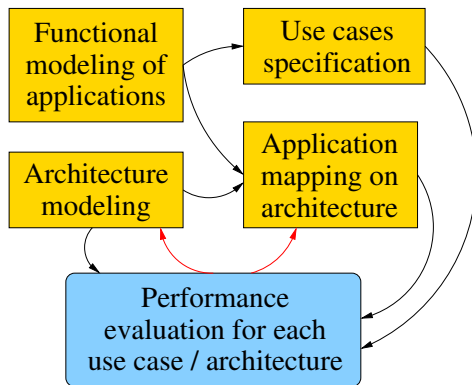 Functional
modeling of
applications
Use cases
specification
Architecture
modeling
Application
mapping on
architecture
Performance
evaluation for each
use case / architecture